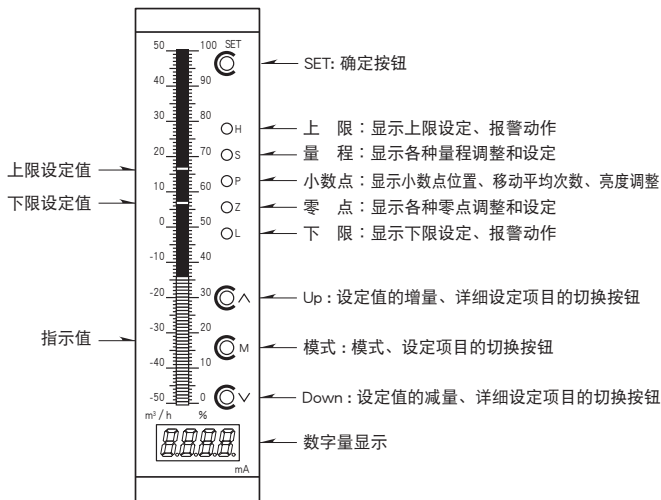 50 100 SET
SET: 确定按钮
40 90
30 80
H
上 限：显示上限设定、报警动作
20 70
S
量 程：显示各种量程调整和设定
上限设定值
10 60
P
小数点：显示小数点位置、移动平均次数、亮度调整
下限设定值
Z
零 点：显示各种零点调整和设定
0 50
L
下 限：显示下限设定、报警动作
-10 40
-20 30
Up：设定值的增量、详细设定项目的切换按钮
-30 20
指示值
M
模式：模式、设定项目的切换按钮
-40 10
-50 0
Down：设定值的减量、详细设定项目的切换按钮
m³/h %
8.8.8.8
数字量显示
mA